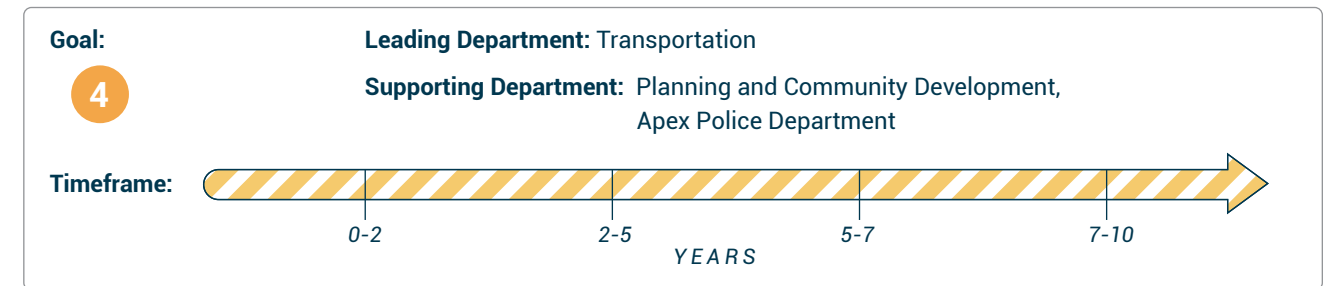 Goal:
Leading Department: Transportation
4
Supporting Department: Planning and Community Development,
Apex Police Department
Timeframe:
0-2 2-5 5-7 7-10
YEARS